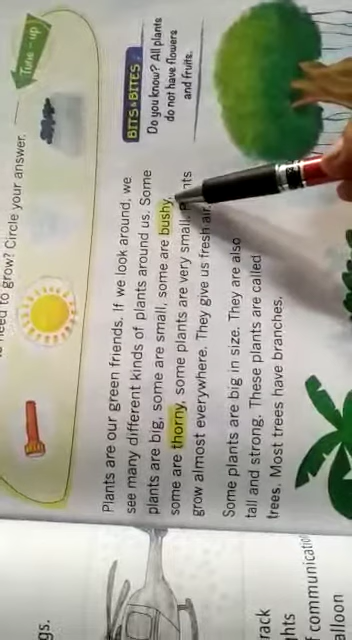 need to grow? Circle your answer.
Tune-up
BITS & BITES
Do you know? All plants
do not have flowers
and fruits.
Plants are our green friends. If we look around, we
see many different kinds of plants around us. Some
plants are big, some are small, some are bushy,
some are thorny, some plants are very small.
grow almost everywhere. They give us fresh air.
Some plants are big in size. They are also
tall and strong. These plants are called
trees. Most trees have branches.
gs.
rack
hts
f communication
alloon